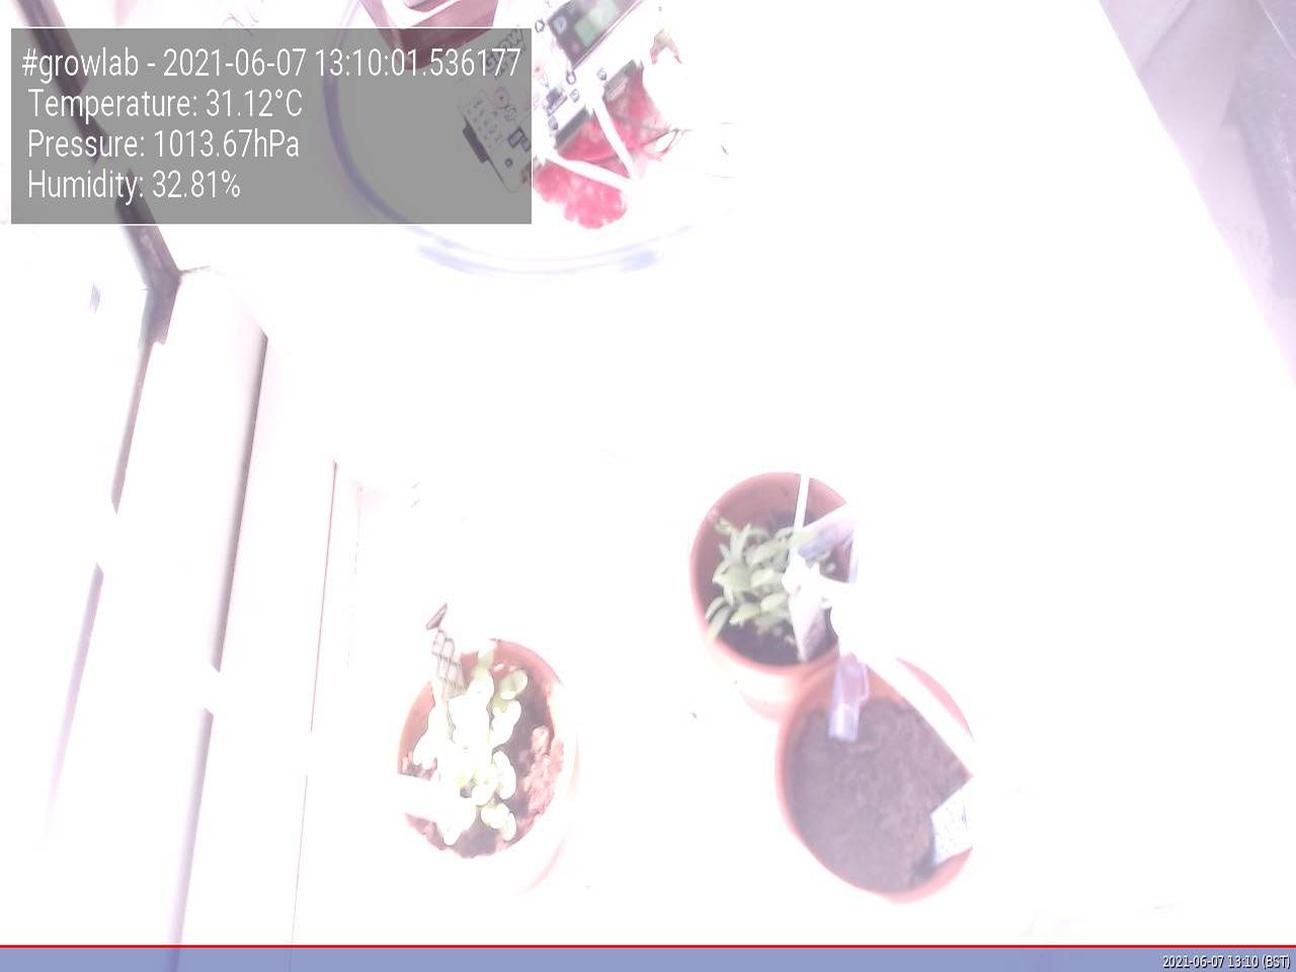 #growlab - 2021-06-07 13:10:01.536177
Temperature: 31.12°C
Pressure: 1013.67hPa
Humidity: 32.81%
2021-06-07 13:10 (BST)